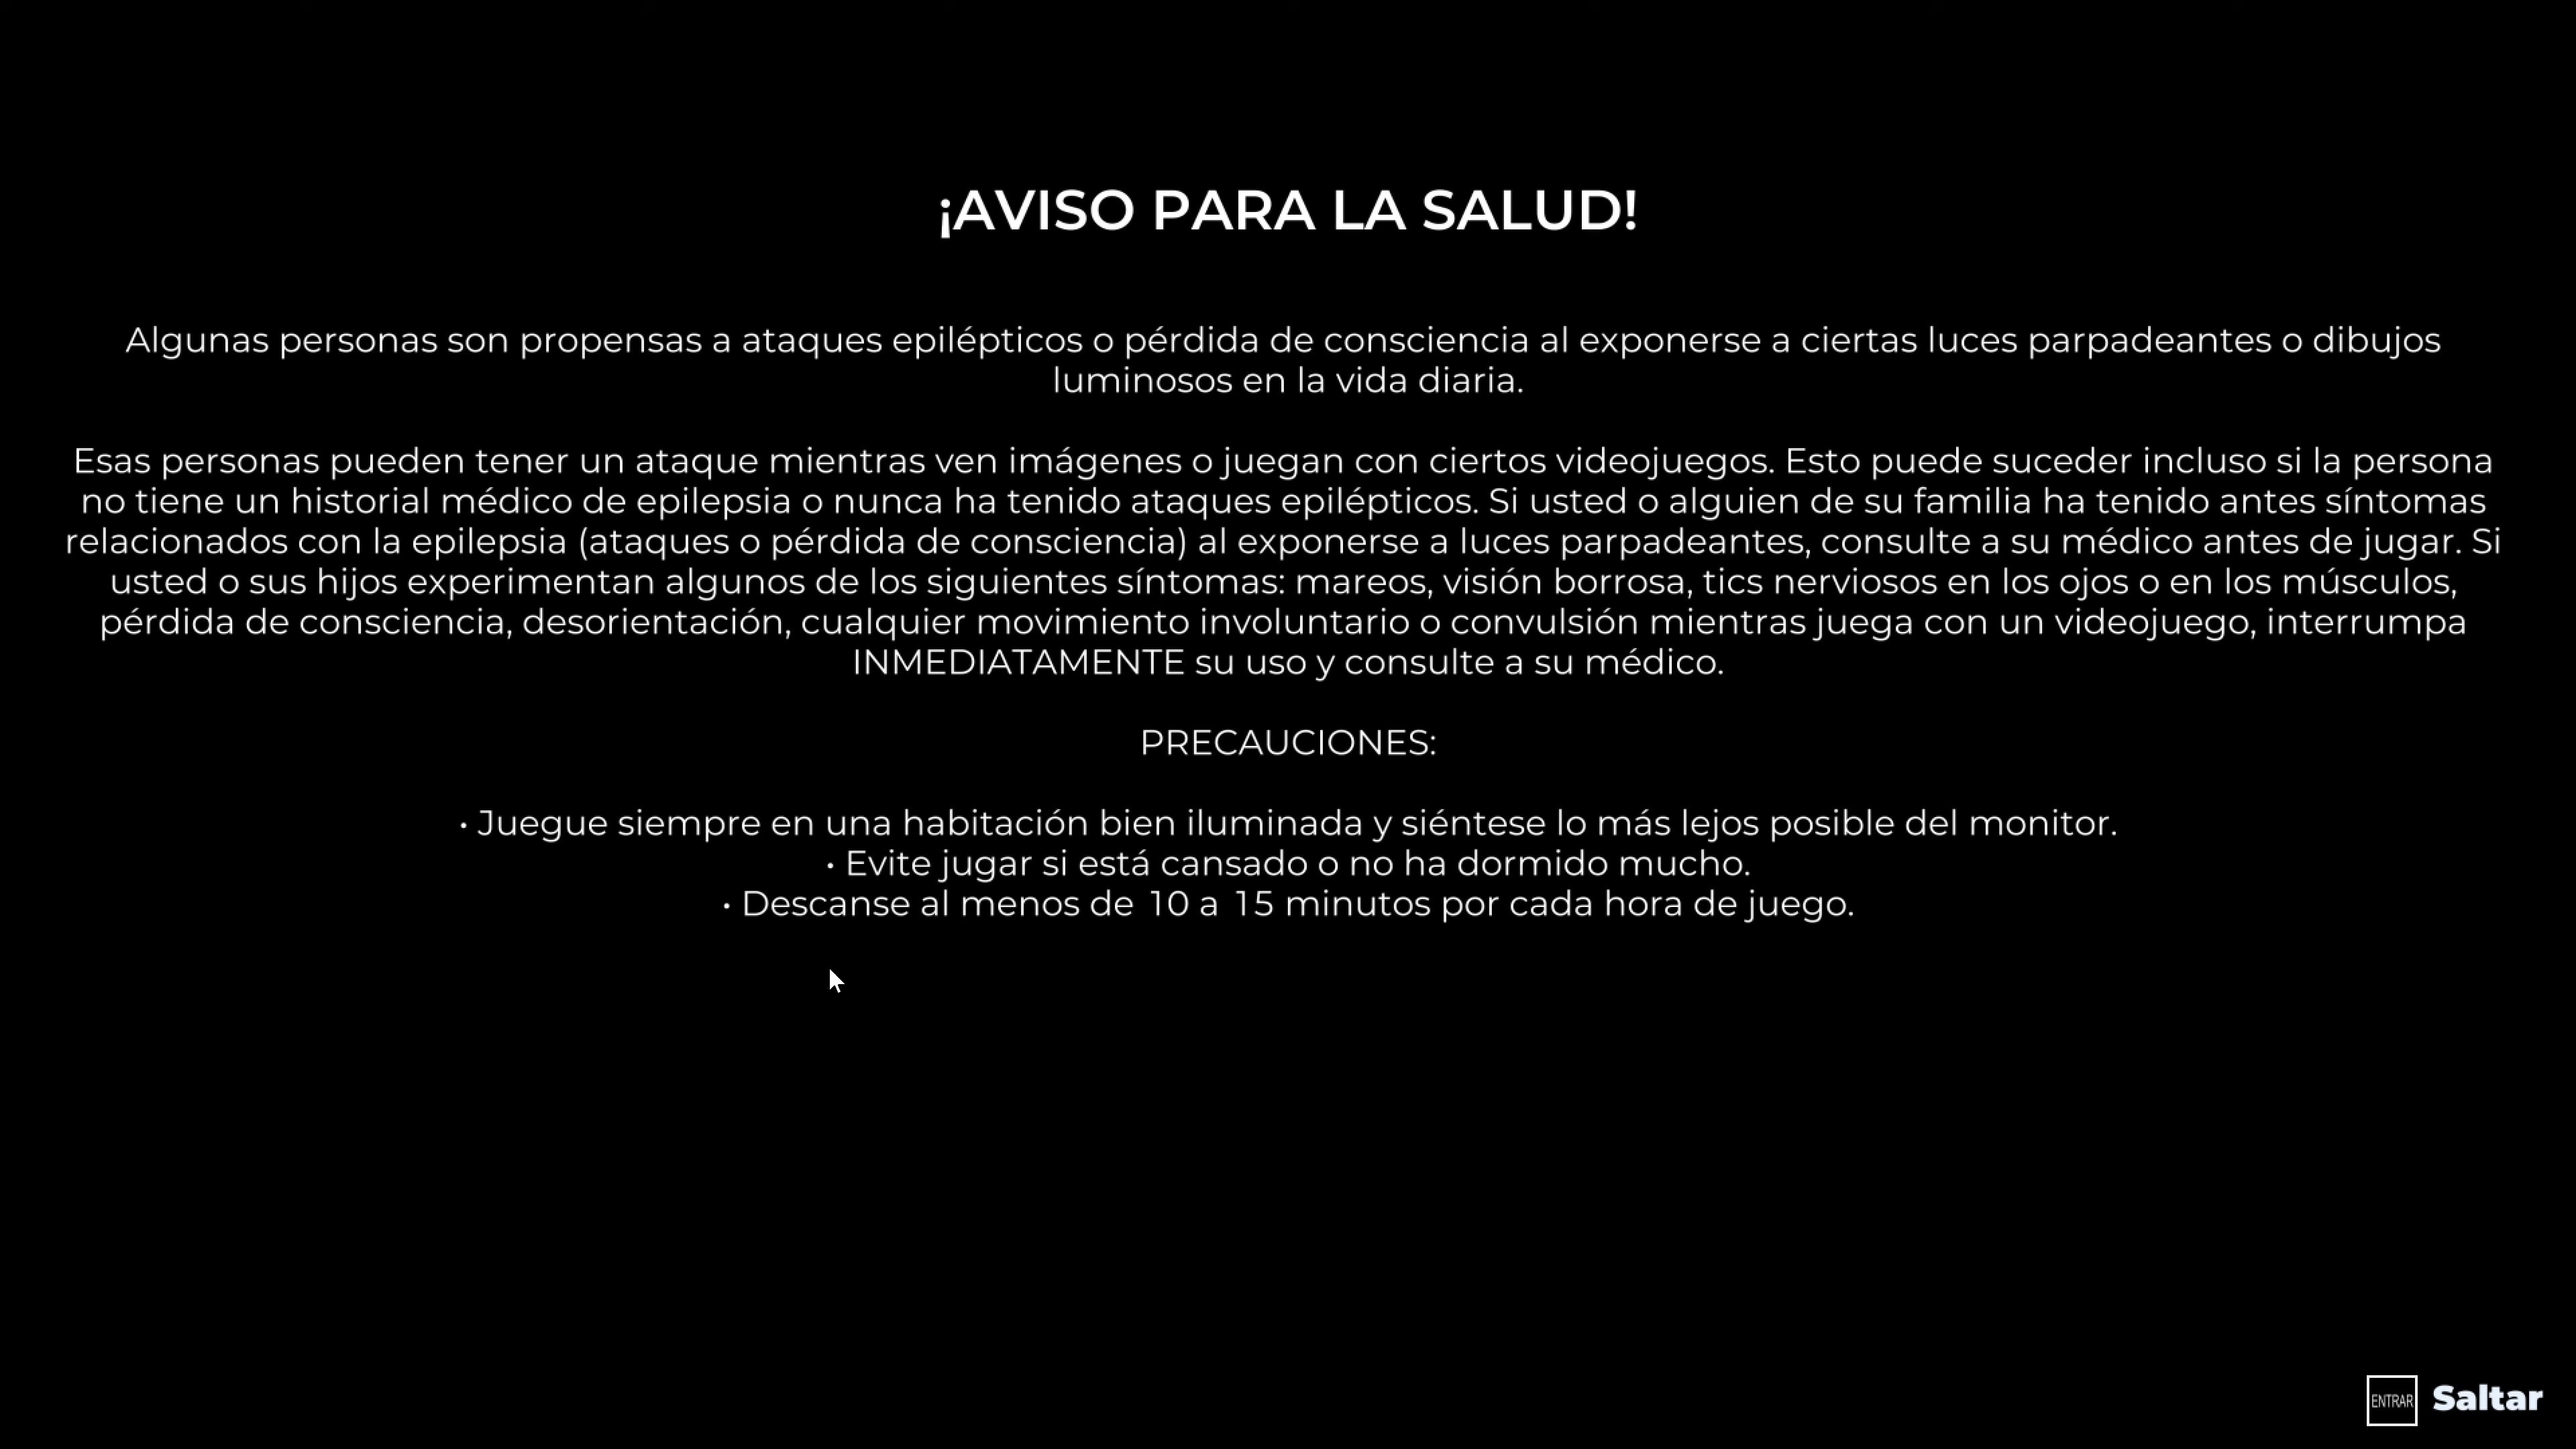 ¡AVISO PARA LA SALUD!
Algunas personas son propensas a ataques epilépticos o pérdida de consciencia al exponerse a ciertas luces parpadeantes o dibujos
luminosos en la vida diaria.
Esas personas pueden tener un ataque mientras ven imágenes o juegan con ciertos videojuegos. Esto puede suceder incluso si la persona
no tiene un historial médico de epilepsia o nunca ha tenido ataques epilépticos. Si usted o alguien de su familia ha tenido antes síntomas
relacionados con la epilepsia (ataques o pérdida de consciencia) al exponerse a luces parpadeantes, consulte a su médico antes de jugar. Si
usted o sus hijos experimentan algunos de los siguientes síntomas: mareos, visión borrosa, tics nerviosos en los ojos o en los músculos,
pérdida de consciencia, desorientación, cualquier movimiento involuntario o convulsión mientras juega con un videojuego, interrumpa
INMEDIATAMENTE su uso y consulte a su médico.
PRECAUCIONES:
• Juegue siempre en una habitación bien iluminada y siéntese lo más lejos posible del monitor.
• Evite jugar si está cansado o no ha dormido mucho.
• Descanse al menos de 10 a 15 minutos por cada hora de juego.
ENTRAR Saltar